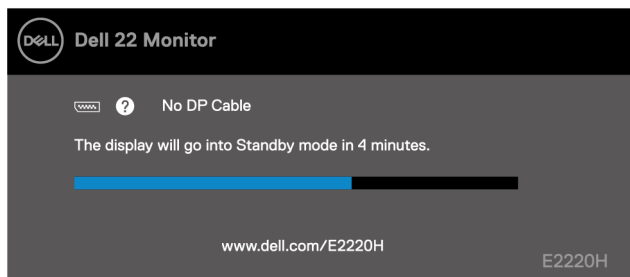 DELL Dell 22 Monitor
? No DP Cable
The display will go into Standby mode in 4 minutes.
www.dell.com/E2220H
E2220H